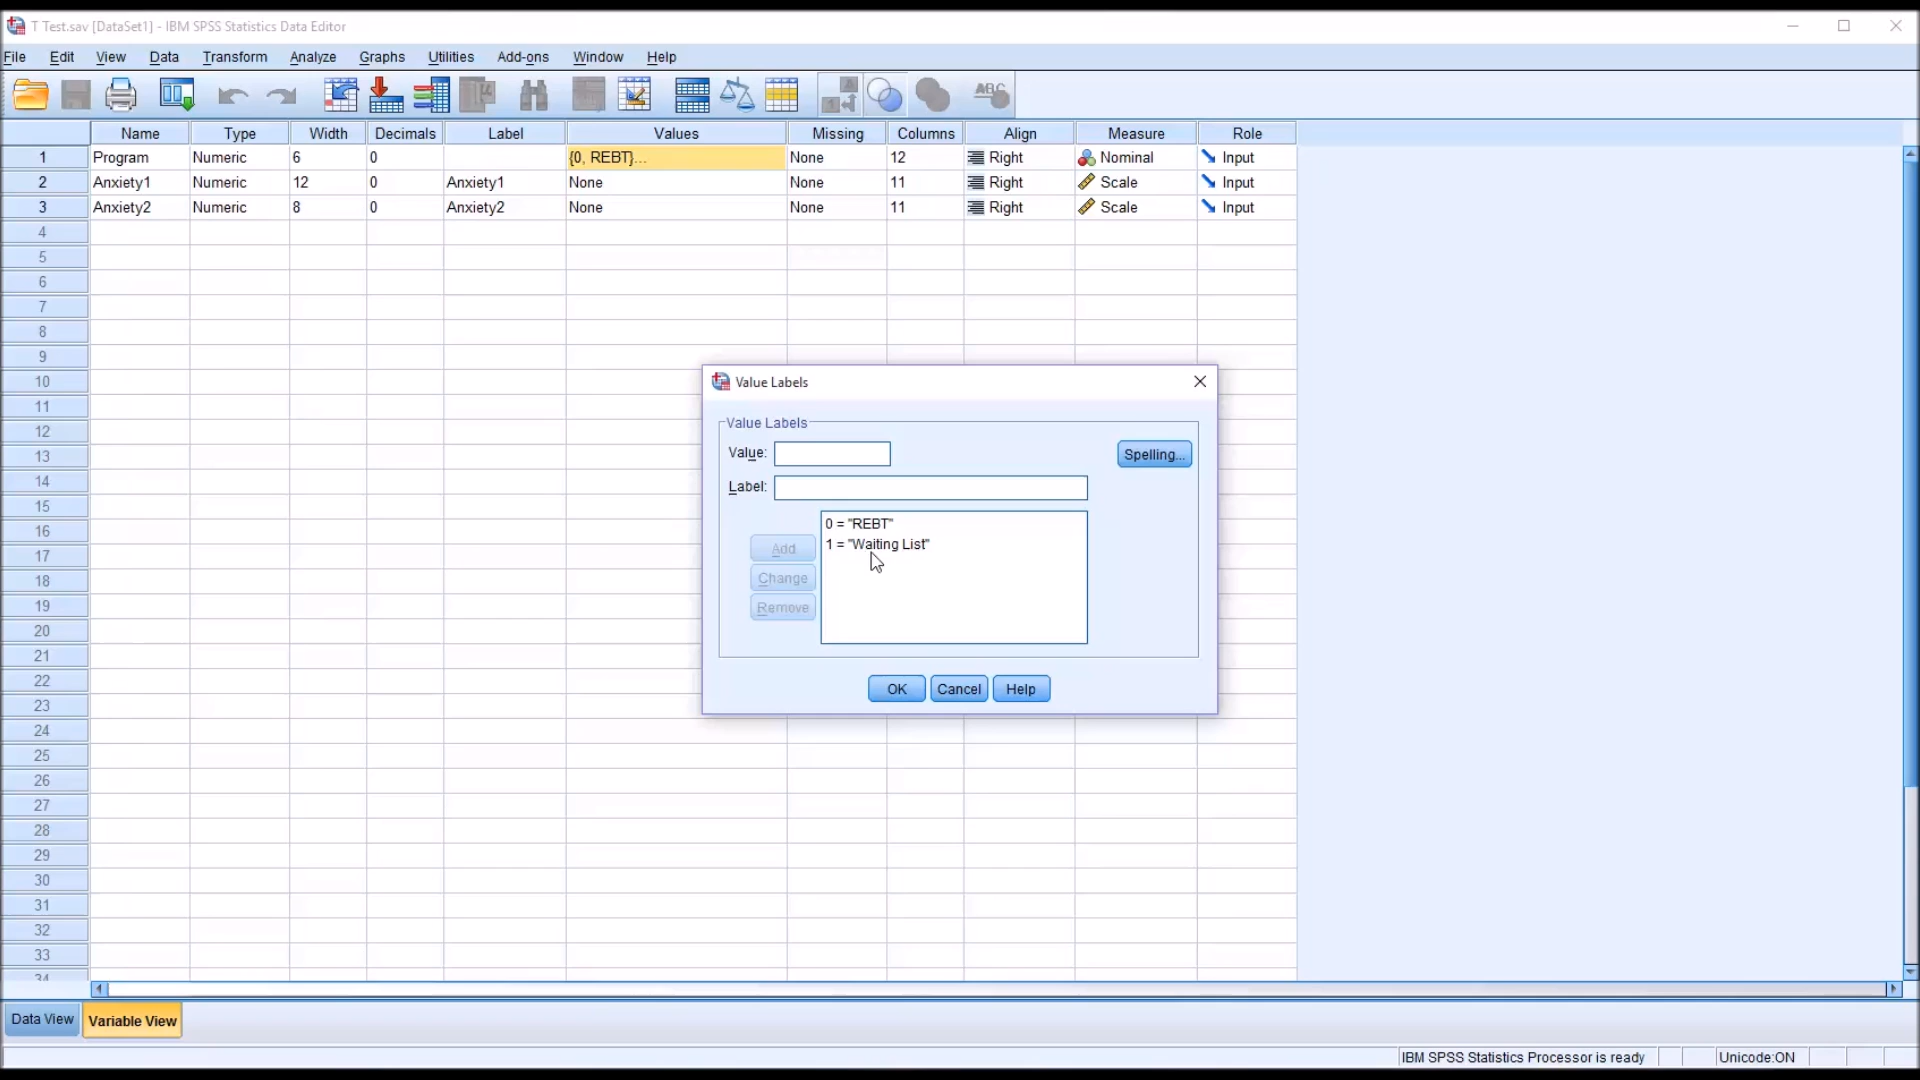 T Test.sav [DataSet1] - IBM SPSS Statistics Data Editor
File Edit View Data Transform Analyze Graphs Utilities Add-ons Window Help
Name Type Width Decimals Label Values Missing Columns Align Measure Role
1 Program Numeric 6 0 {0, REBT}... None 12 Right Nominal Input
2 Anxiety1 Numeric 12 0 Anxiety1 None None 11 Right Scale Input
3 Anxiety2 Numeric 8 0 Anxiety2 None None 11 Right Scale Input
4
5
6
7
8
9
10
11
12
13
14
15
16
17
18
19
20
21
22
23
24
25
26
27
28
29
30
31
32
33
34
Value Labels
Value Labels
Value:
Spelling...
Label:
0 = "REBT"
1 = "Waiting List"
Add
Change
Remove
OK Cancel Help
Data View Variable View
IBM SPSS Statistics Processor is ready Unicode:ON